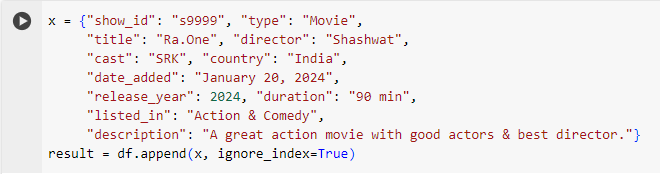 x = {"show_id": "s9999", "type": "Movie",
"title": "Ra.One", "director": "Shashwat",
"cast": "SRK", "country": "India",
"date_added": "January 20, 2024",
"release_year": 2024, "duration": "90 min",
"listed_in": "Action & Comedy",
"description": "A great action movie with good actors & best director."}
result = df.append(x, ignore_index=True)